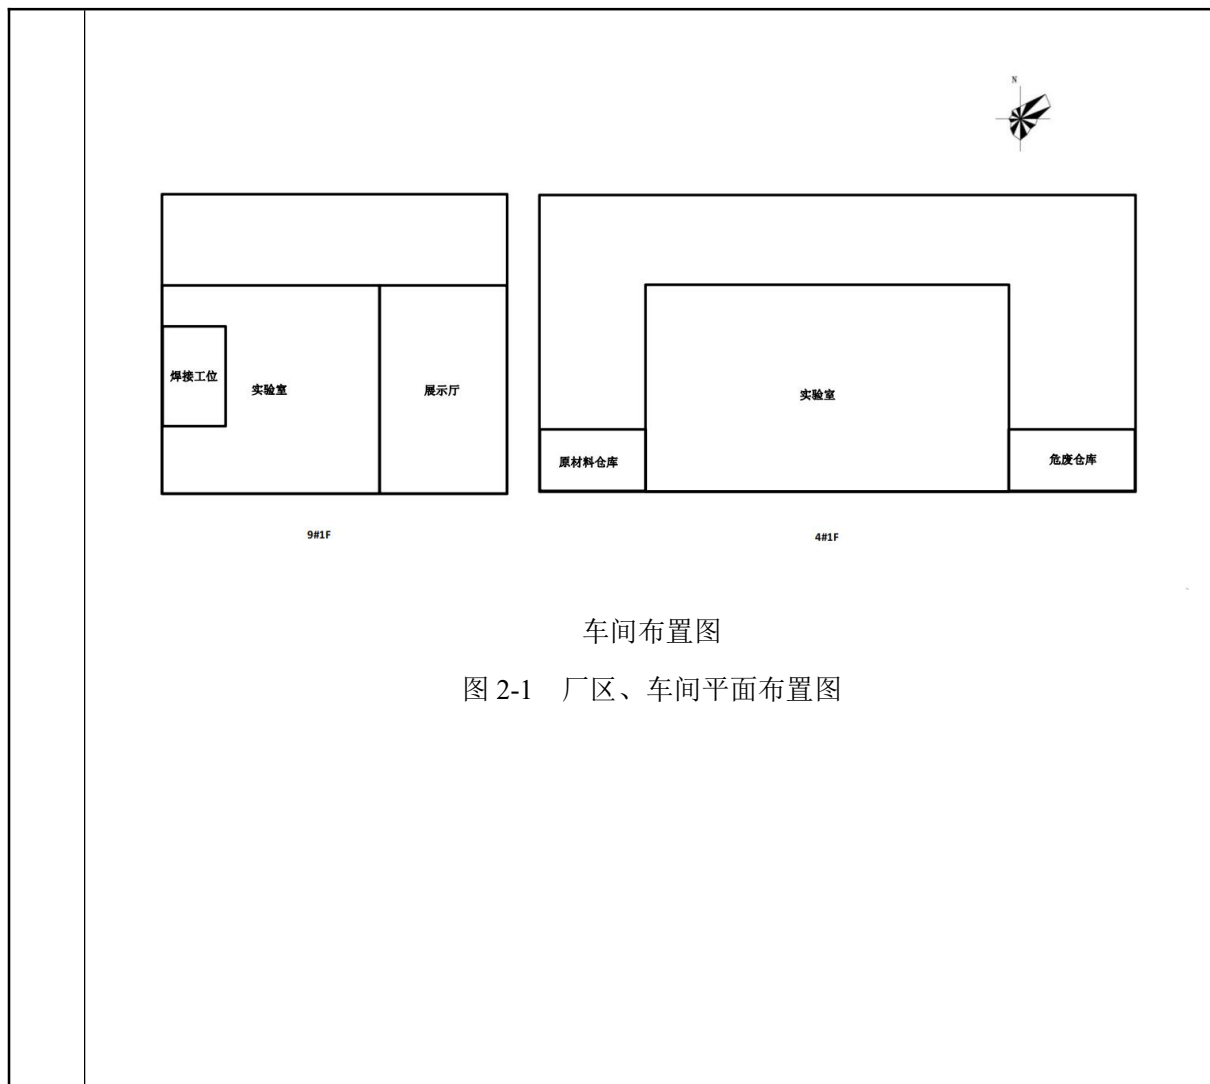 N
焊接工位
实验室
展示厅
实验室
原材料仓库
危废仓库
9#1F
4#1F
车间布置图
图 2-1 厂区、车间平面布置图